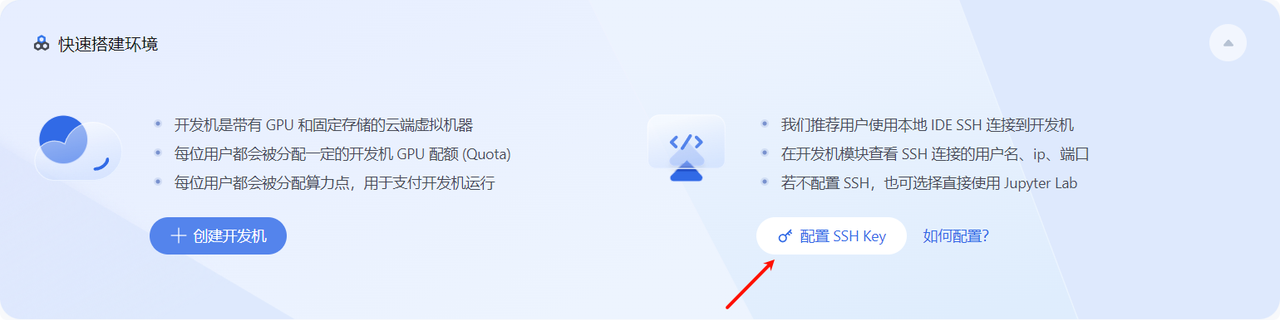 快速搭建环境
开发机是带有 GPU 和固定存储的云端虚拟机器
每位用户都会被分配一定的开发机 GPU 配额 (Quota)
每位用户都会被分配算力点，用于支付开发机运行
创建开发机
我们推荐用户使用本地 IDE SSH 连接到开发机
在开发机模块查看 SSH 连接的用户名、ip、端口
若不配置 SSH，也可选择直接使用 Jupyter Lab
配置 SSH Key
如何配置?